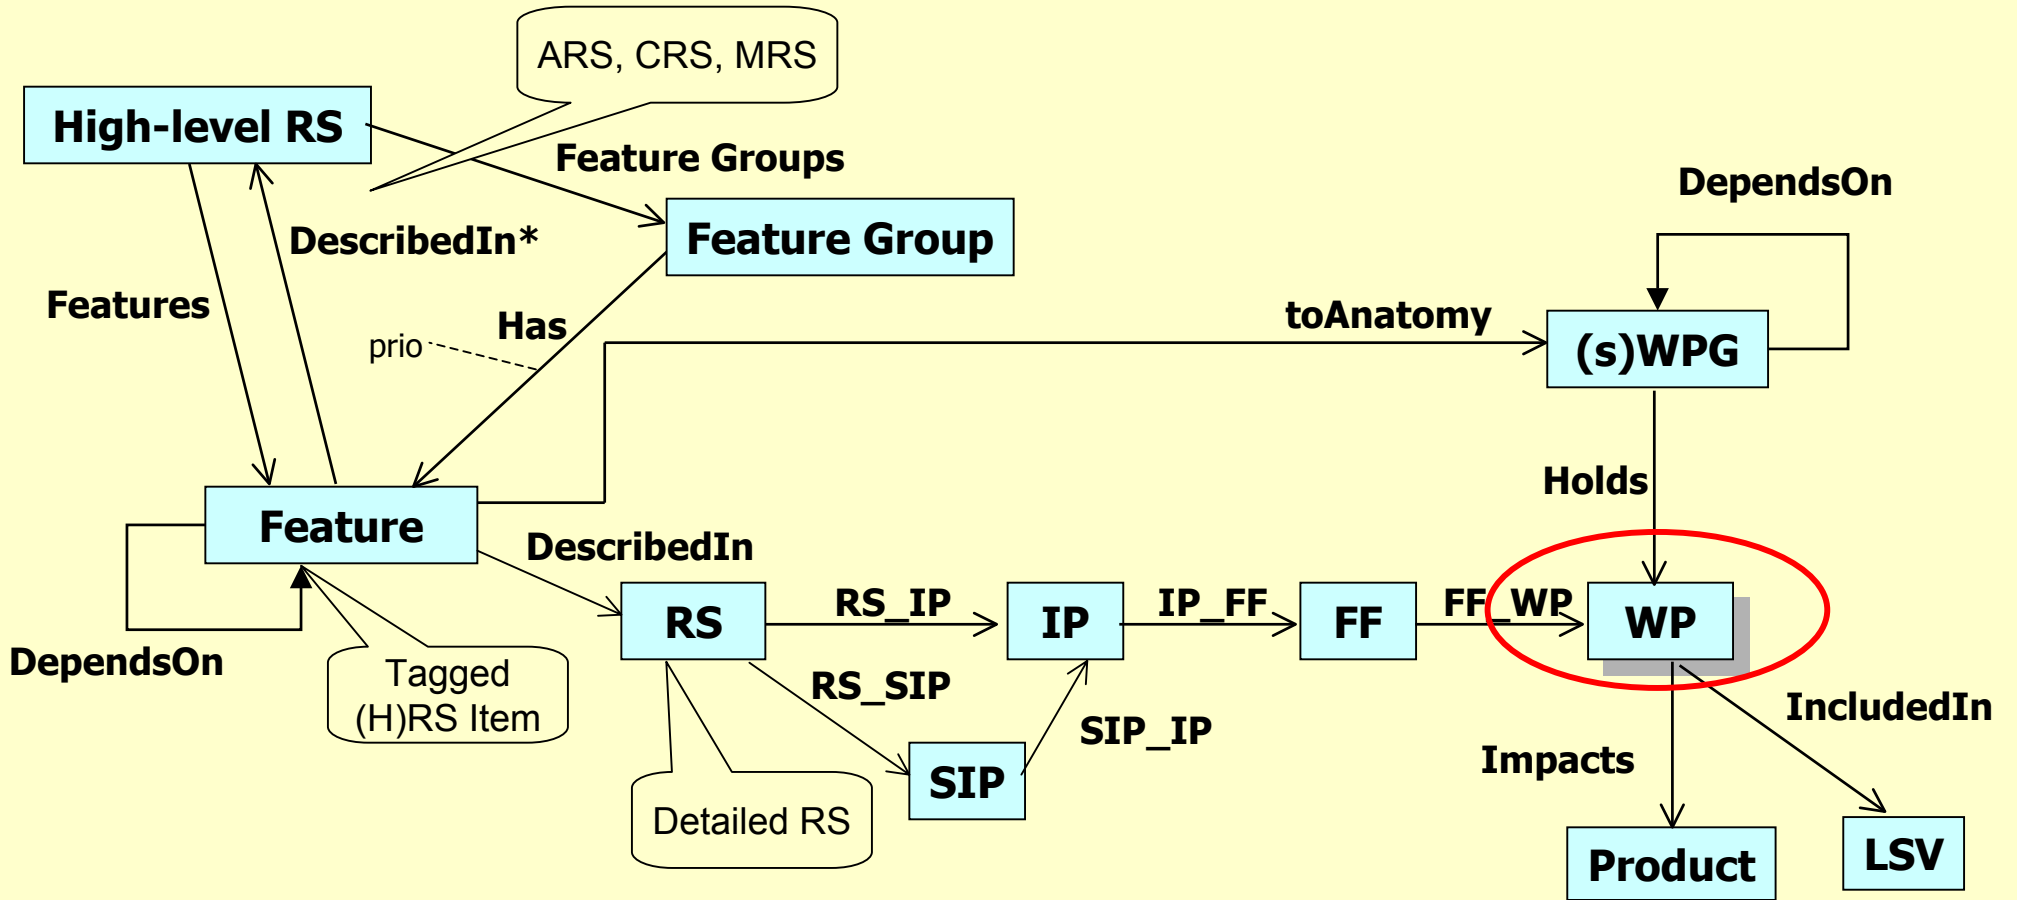 ARS, CRS, MRS
High-level RS
Feature Groups
DependsOn
Feature Group
DescribedIn*
Features
toAnatomy
Has
prio
(s)WPG
Holds
Feature
DescribedIn
RS_IP
IP_FF
FF_WP
RS
IP
FF
WP
DependsOn
Tagged
(H)RS Item
RS_SIP
SIP_IP
IncludedIn
Impacts
SIP
Detailed RS
Product
LSV